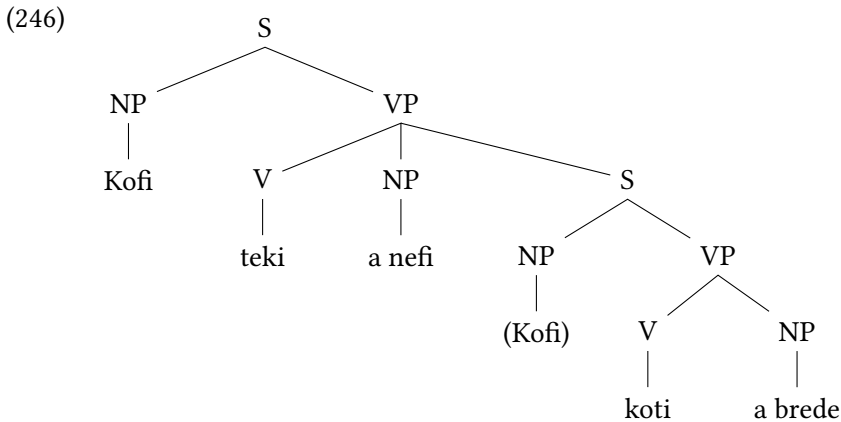 (246)
S
NP VP
Kofi V NP S
teki a nefi NP VP
(Kofi) V NP
koti a brede